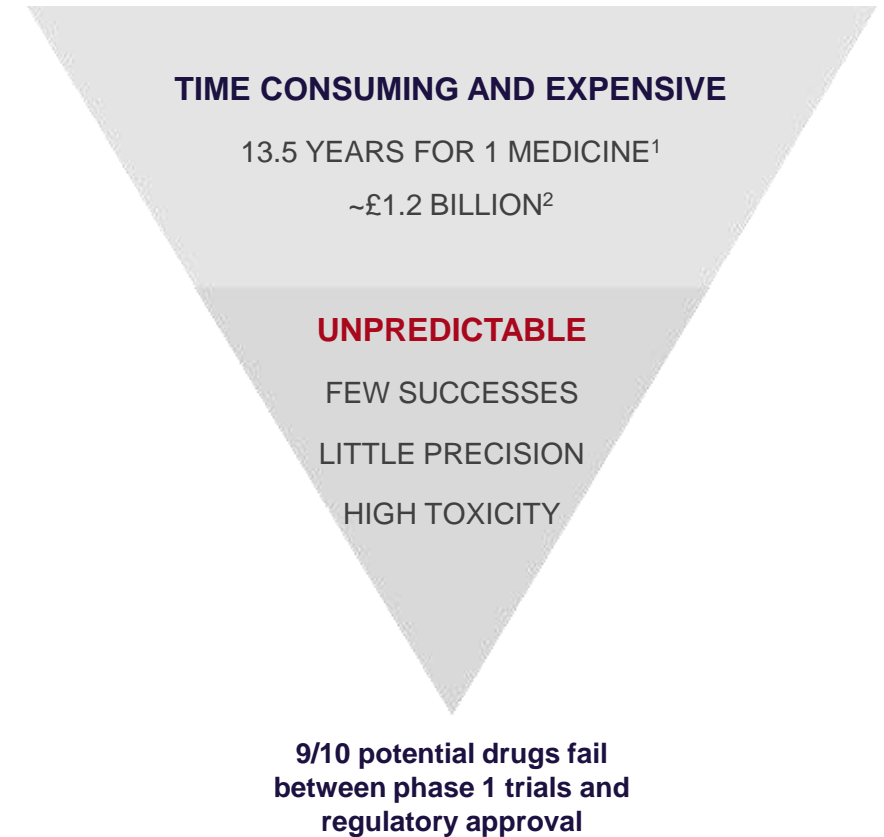 TIME CONSUMING AND EXPENSIVE
13.5 YEARS FOR 1 MEDICINE¹
~£1.2 BILLION²
UNPREDICTABLE
FEW SUCCESSES
LITTLE PRECISION
HIGH TOXICITY
9/10 potential drugs fail
between phase 1 trials and
regulatory approval